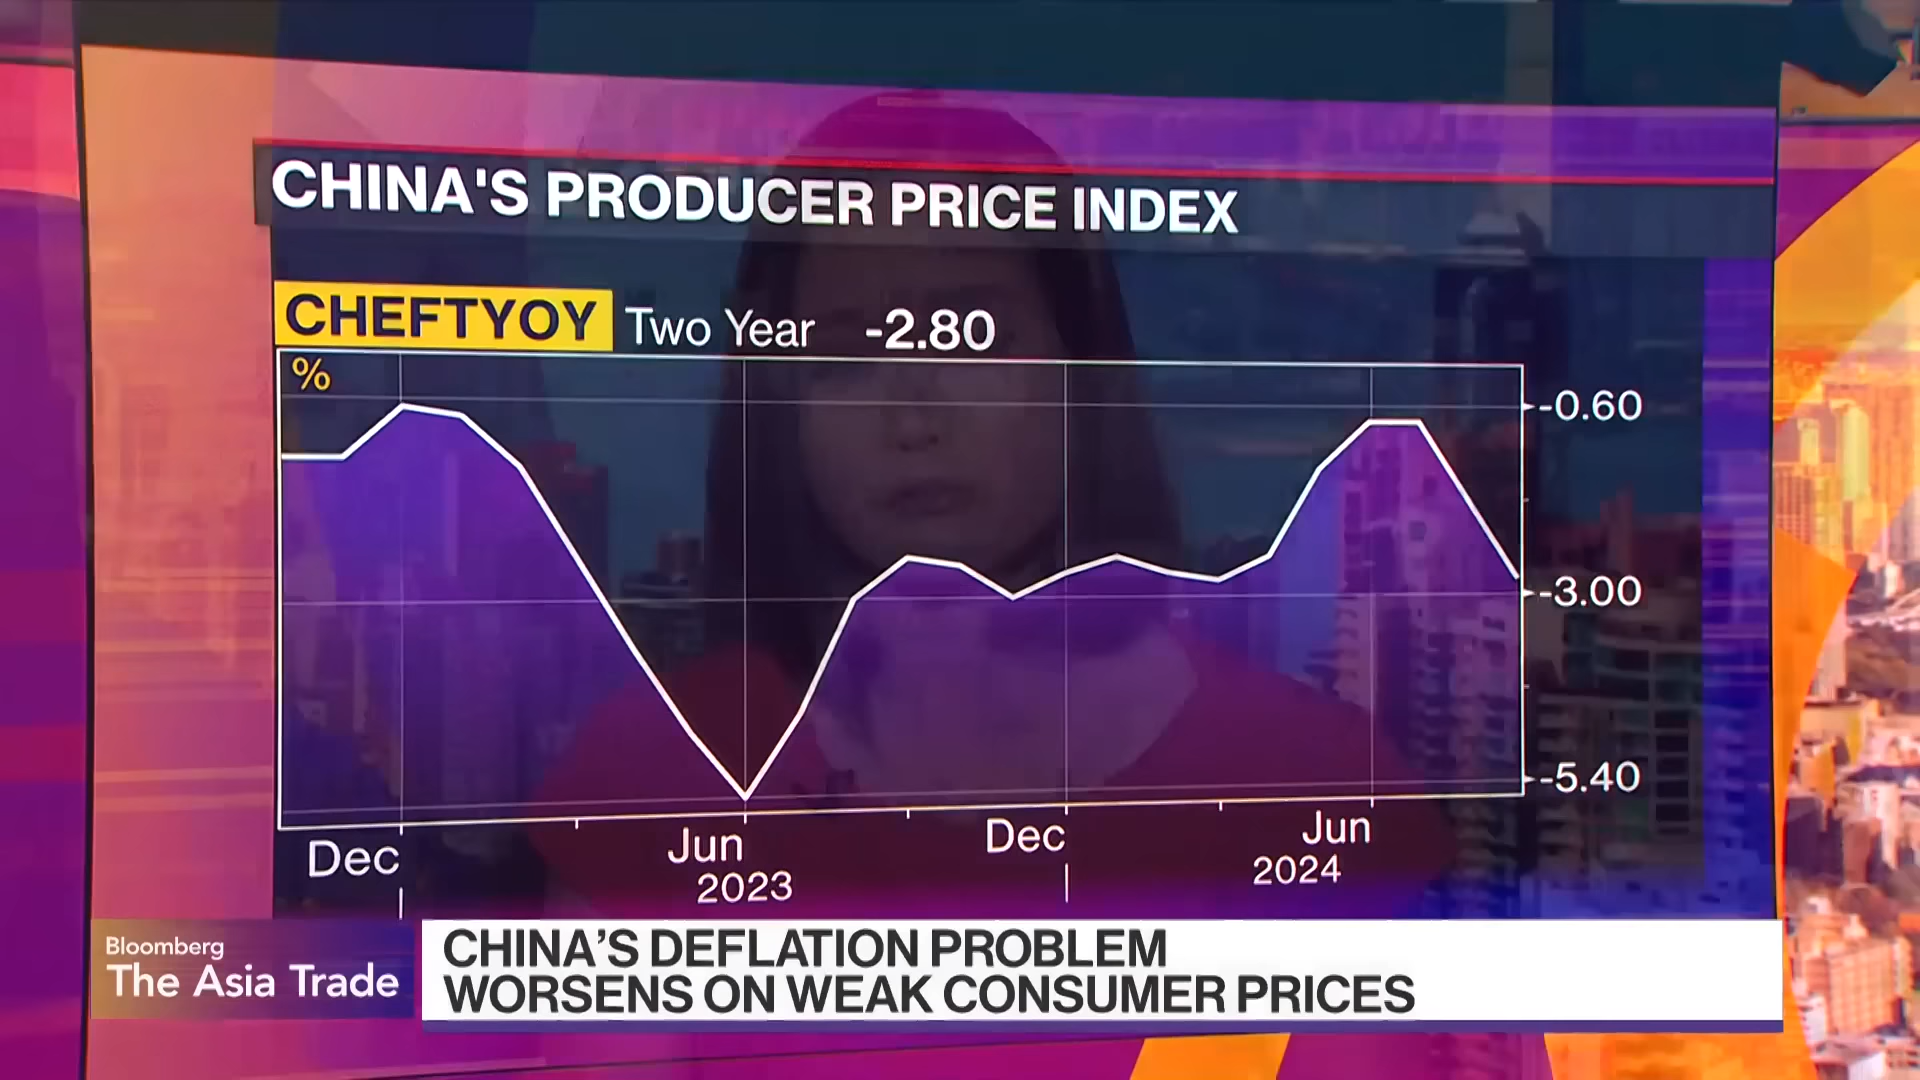 CHINA'S PRODUCER PRICE INDEX
CHEFTYOY Two Year -2.80
%
-0.60
-3.00
-5.40
Dec Jun Dec Jun
2023 2024
Bloomberg
The Asia Trade
CHINA’S DEFLATION PROBLEM
WORSENS ON WEAK CONSUMER PRICES